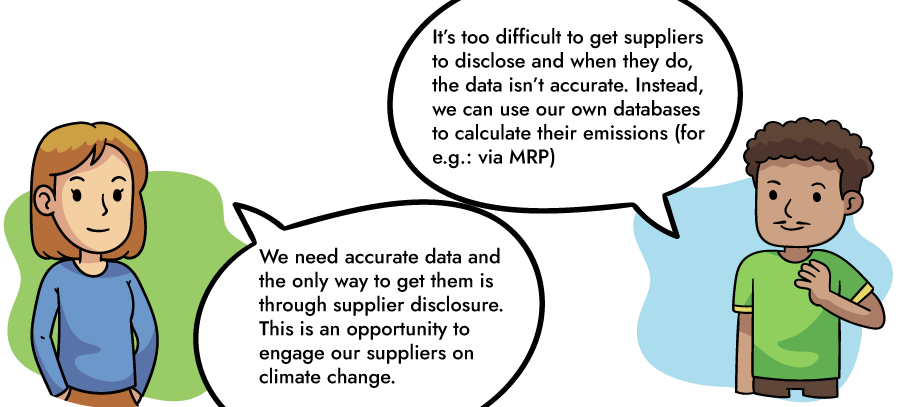 It's too difficult to get suppliers
to disclose and when they do,
the data isn't accurate. Instead,
we can use our own databases
to calculate their emissions (for
e.g.: via MRP)
We need accurate data and
the only way to get them is
through supplier disclosure.
This is an opportunity to
engage our suppliers on
climate change.